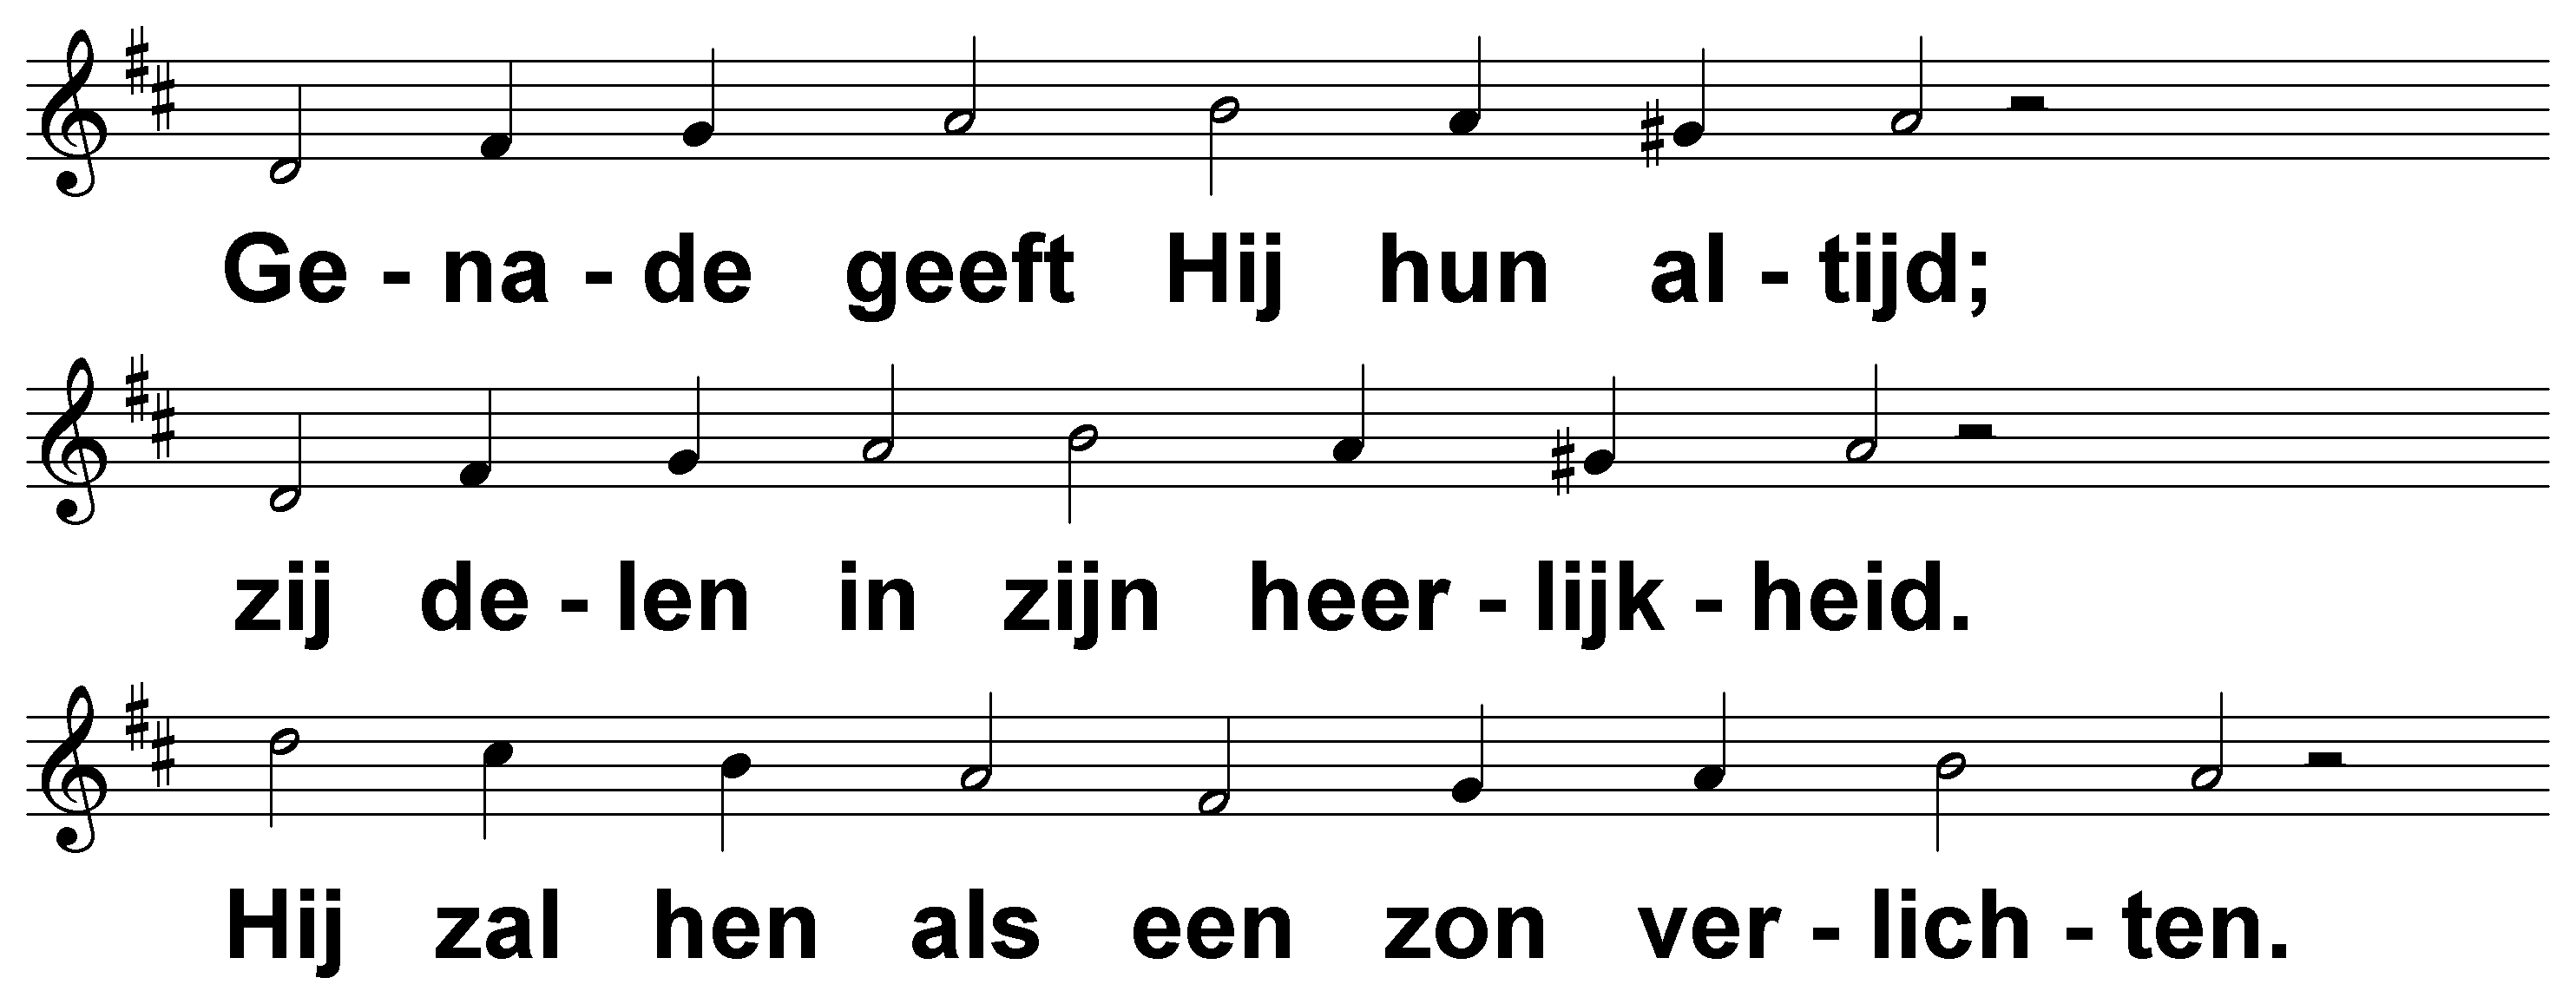 Ge - na - de geeft Hij hun al - tijd;
zij de - len in zijn heer - lijk - heid.
Hij zal hen als een zon ver - lich - ten.